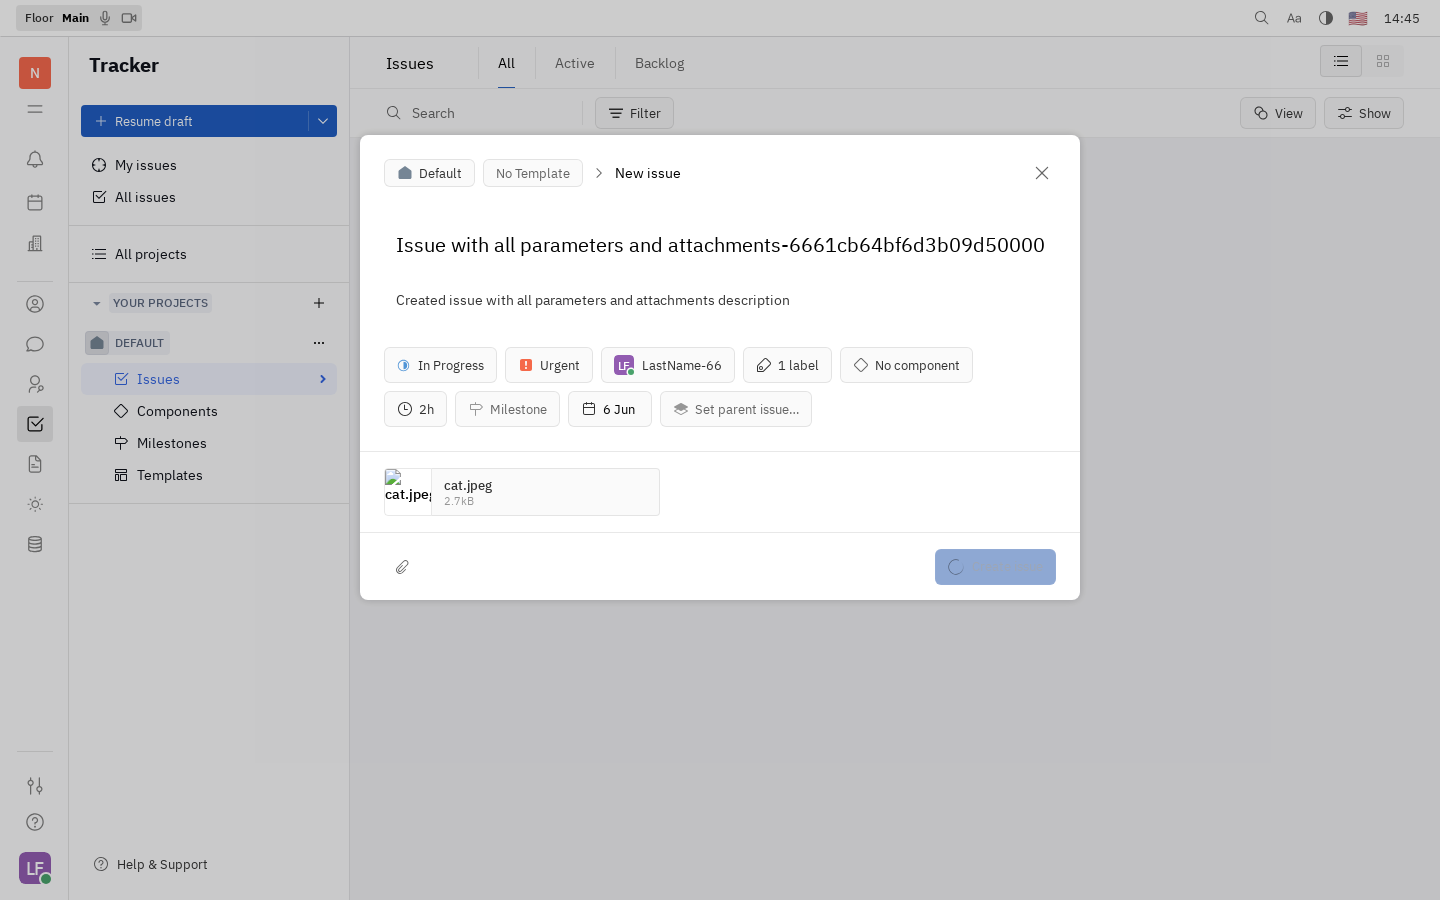 Floor Main
Aa
14:45
N
Tracker
Resume draft
My issues
All issues
All projects
YOUR PROJECTS
DEFAULT
Issues
Components
Milestones
Templates
Help & Support
LF
Issues
All
Active
Backlog
Search
Filter
View
Show
Default
No Template
New issue
Issue with all parameters and attachments-6661cb64bf6d3b09d50000
Created issue with all parameters and attachments description
In Progress
Urgent
LF LastName-66
1 label
No component
2h
Milestone
6 Jun
Set parent issue...
cat.jpeg
cat.jpeg
2.7kB